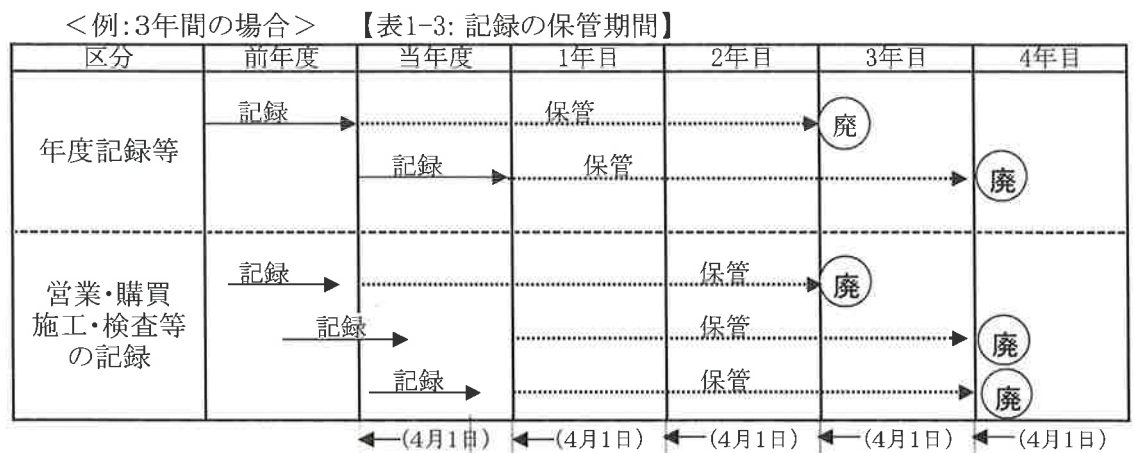 ＜例:3年間の場合＞ 【表1-3: 記録の保管期間】
区分 前年度 当年度 1年目 2年目 3年目 4年目
年度記録等
記録 保管 廃
記録 保管 廃
営業・購買
施工・検査等
の記録
記録 保管 廃
記録 保管 廃
記録 保管 廃
(4月1日) (4月1日) (4月1日) (4月1日) (4月1日)